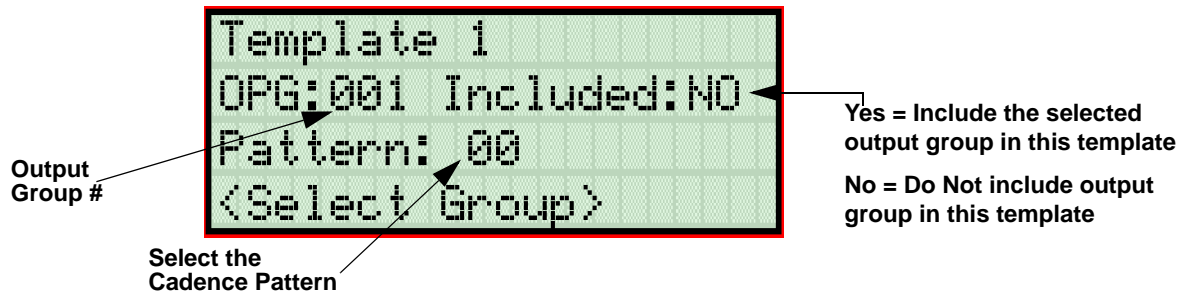 Template 1
OPG:001 Included:NO
Pattern: 00
<Select Group>
Output
Group #
Select the
Cadence Pattern
Yes = Include the selected
output group in this template
No = Do Not include output
group in this template